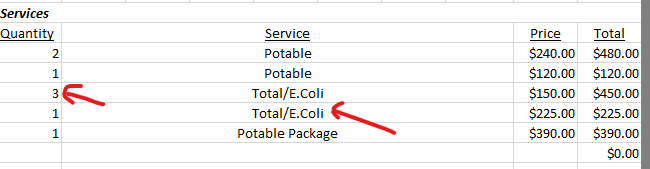 Services
Quantity Service Price Total
2 Potable $240.00 $480.00
1 Potable $120.00 $120.00
3 Total/E.Coli $150.00 $450.00
1 Total/E.Coli $225.00 $225.00
1 Potable Package $390.00 $390.00
$0.00